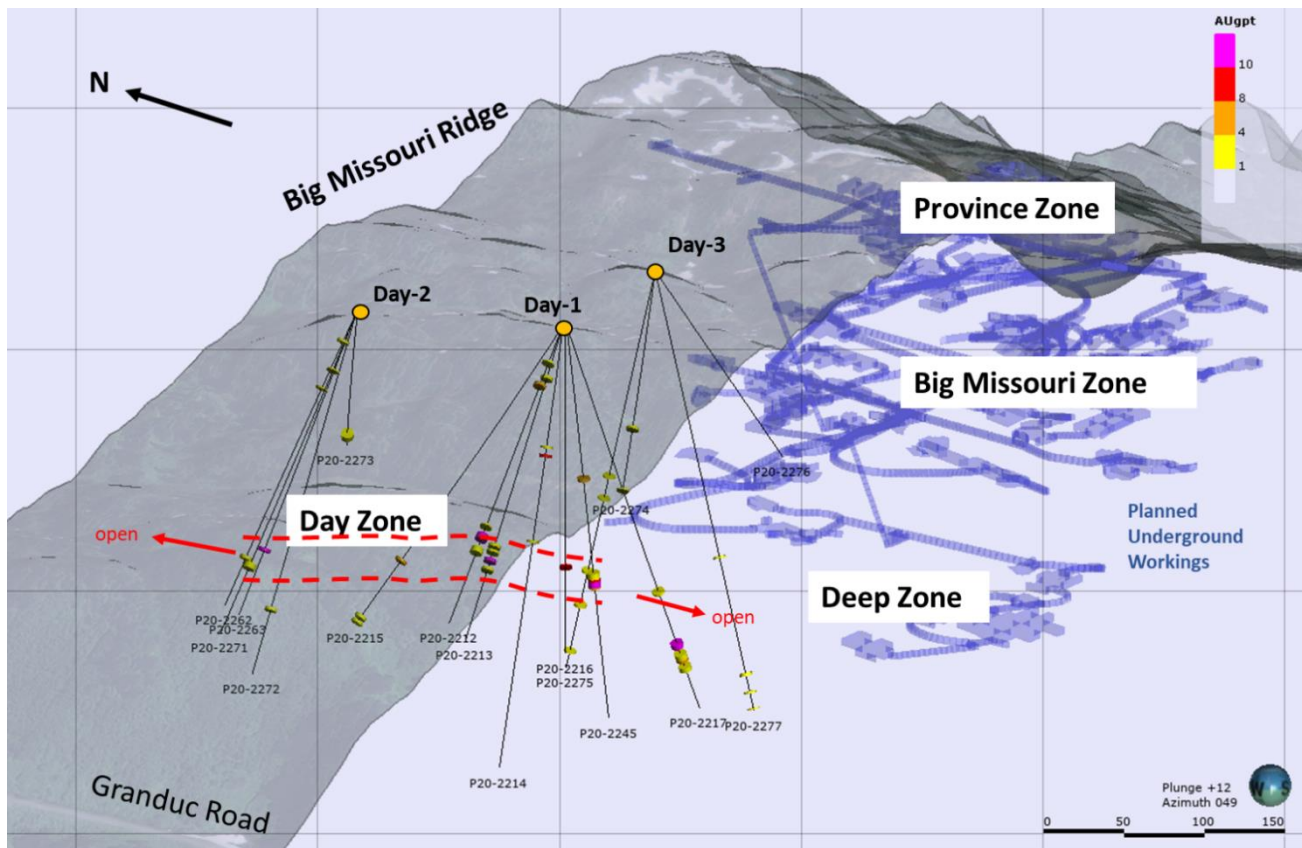 AUgpt
10
8
4
1
N
Big Missouri Ridge
Province Zone
Day-3
Day-2
Day-1
Big Missouri Zone
P20-2273
P20-2276
P20-2274
Day Zone
open
Planned
Underground
Workings
Deep Zone
open
P20-2262
P20-2263
P20-2271
P20-2272
P20-2215
P20-2212
P20-2213
P20-2216
P20-2275
P20-2245
P20-2217
P20-2277
P20-2214
Granduc Road
Plunge +12
Azimuth 049
W S
0 50 100 150